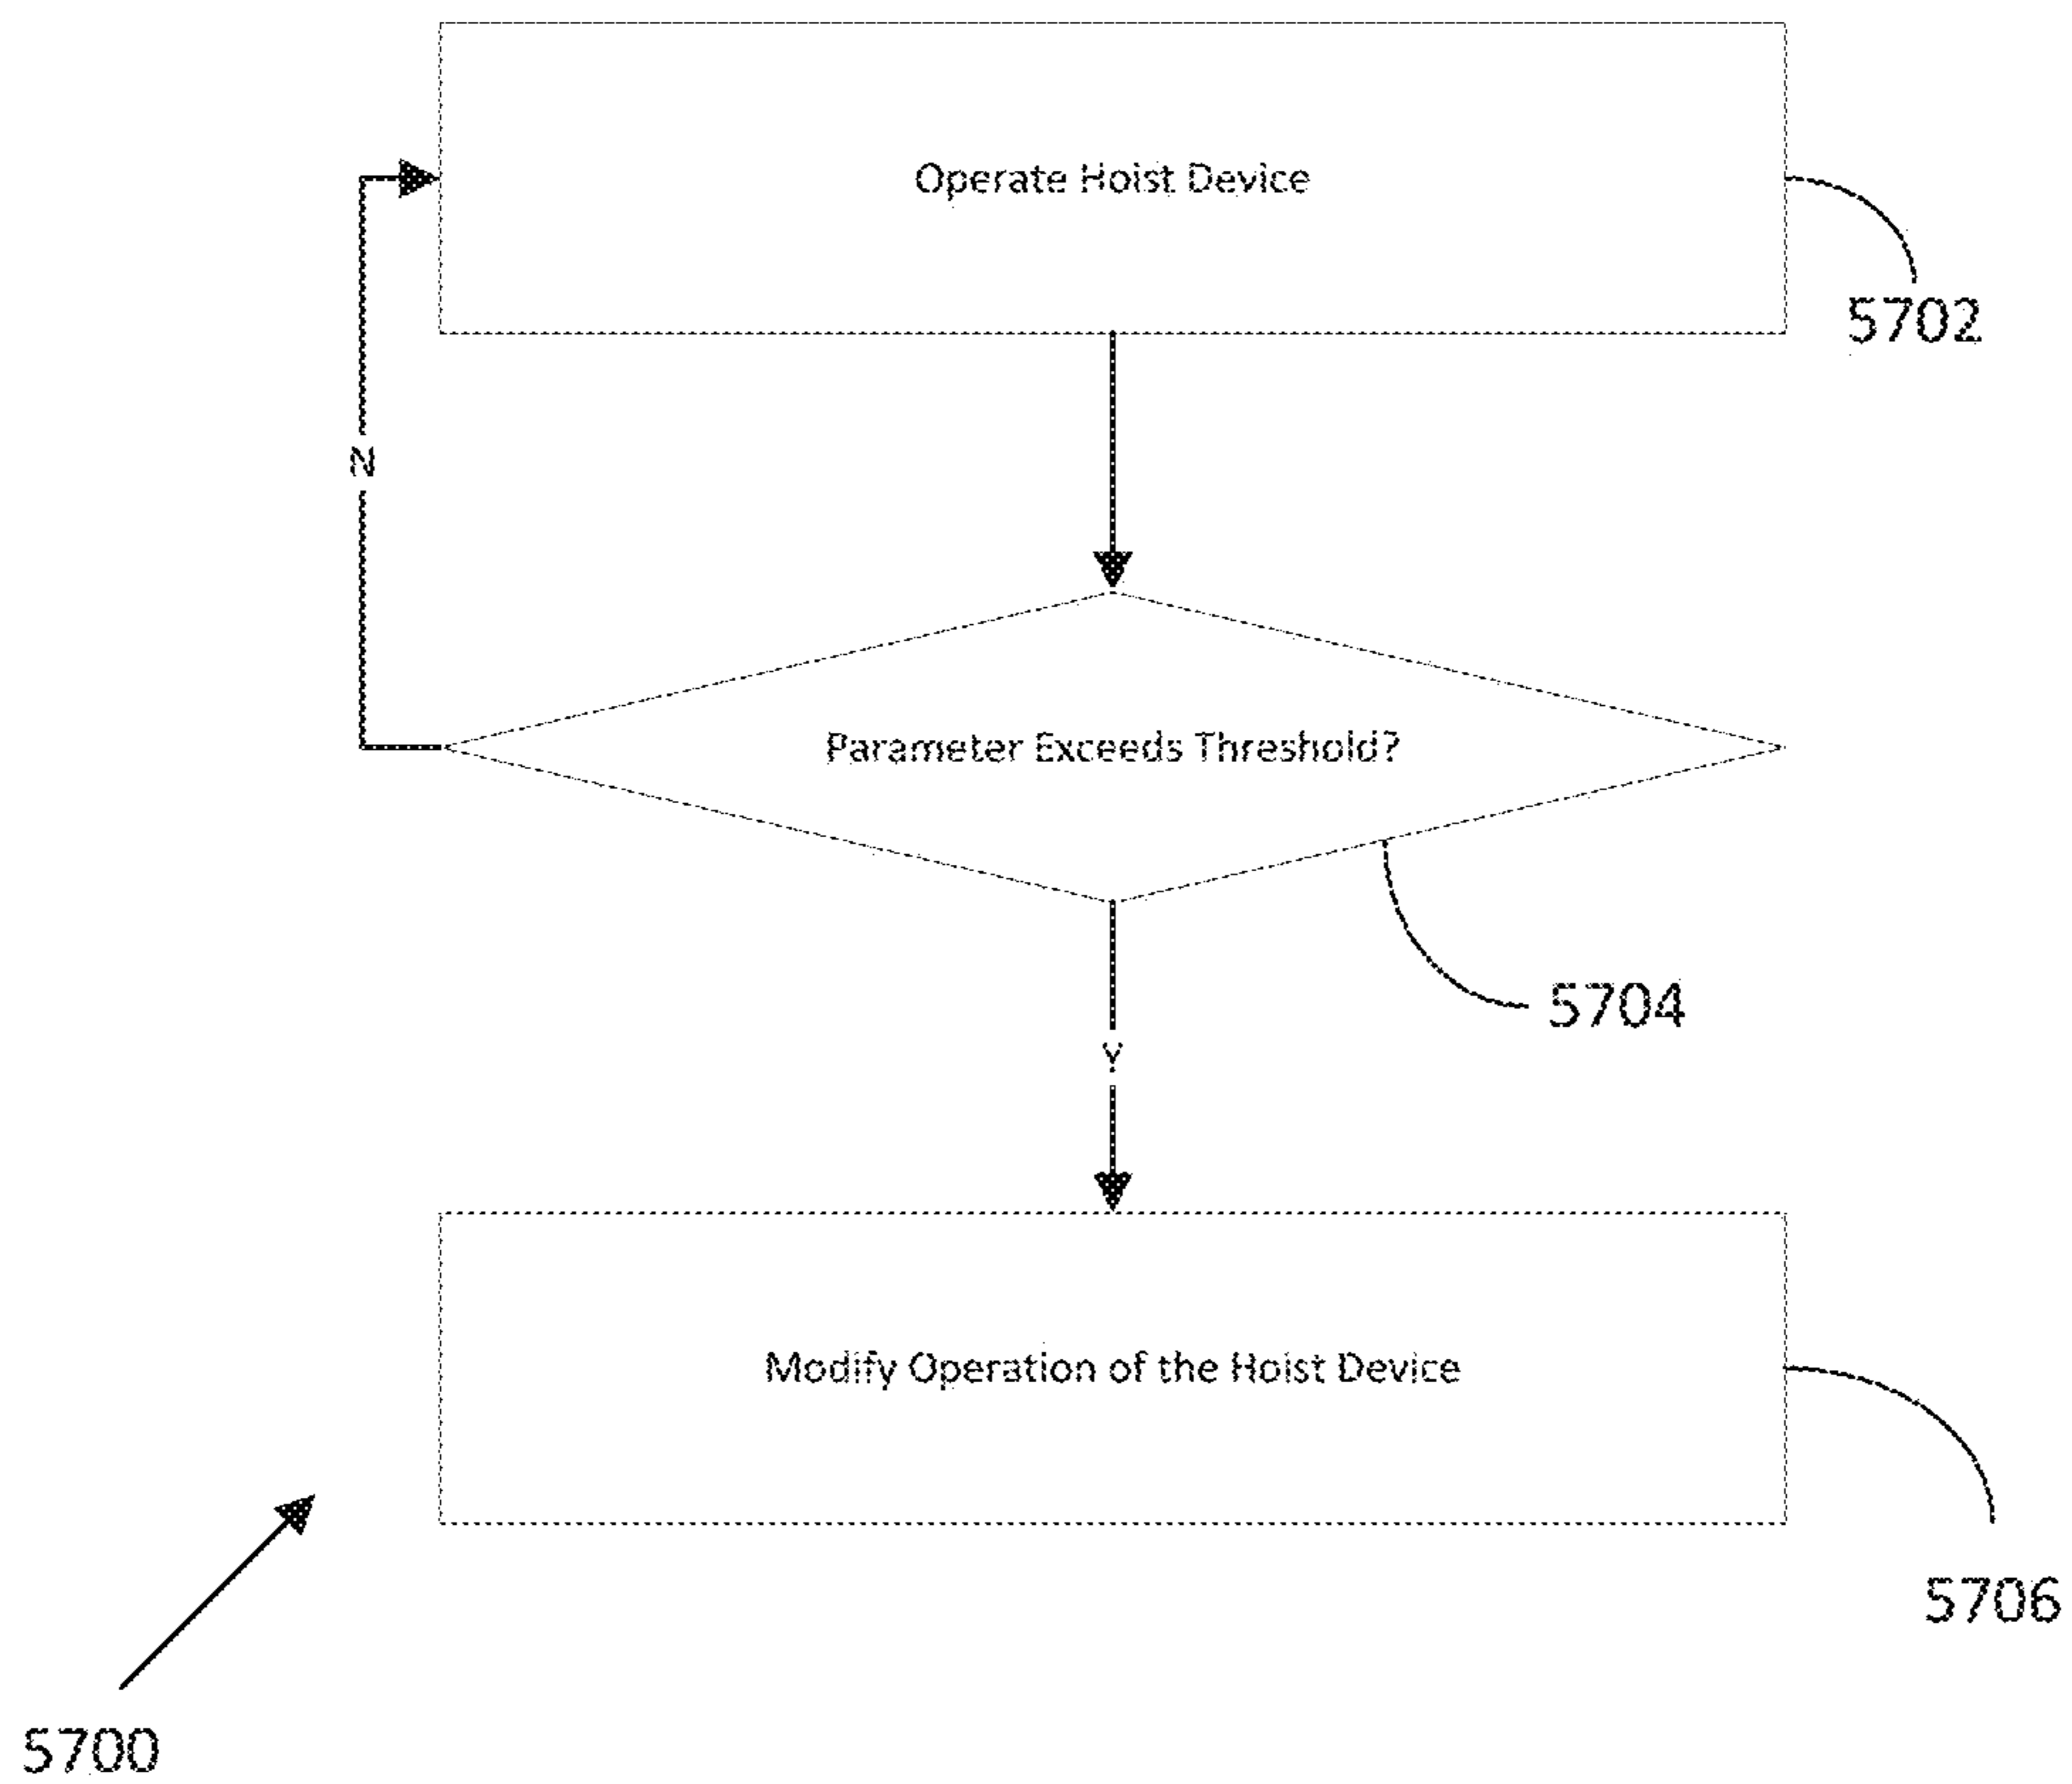 Operate Hoist Device
5702
N
Parameter Exceeds Threshold?
5704
Y
Modify Operation of the Hoist Device
5706
5700